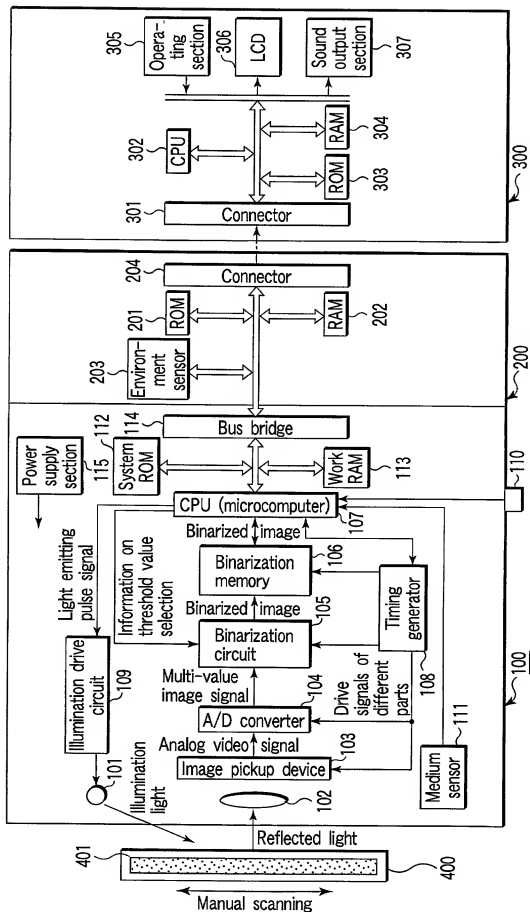 305
Operating
section
306
LCD
Sound output
section
307
302
CPU
RAM
304
ROM
303
301
Connector
300
204
Connector
201
ROM
RAM
202
203
Environ-
ment
sensor
200
114
Bus bridge
112
System
ROM
Work
RAM
113
Power
supply
section
115
110
CPU (microcomputer)
107
Binarized image
106
Binarization
memory
Binarized image
105
Binarization
circuit
Multi-value
image signal
104
A/D converter
Analog video signal
103
Image pickup device
102
Light emitting
pulse signal
Information on
threshold value
selection
Illumination drive
circuit
109
101
Illumination
light
Timing
generator
108
Drive
signals of
different
parts
100
111
Medium
sensor
Reflected light
401
400
Manual scanning